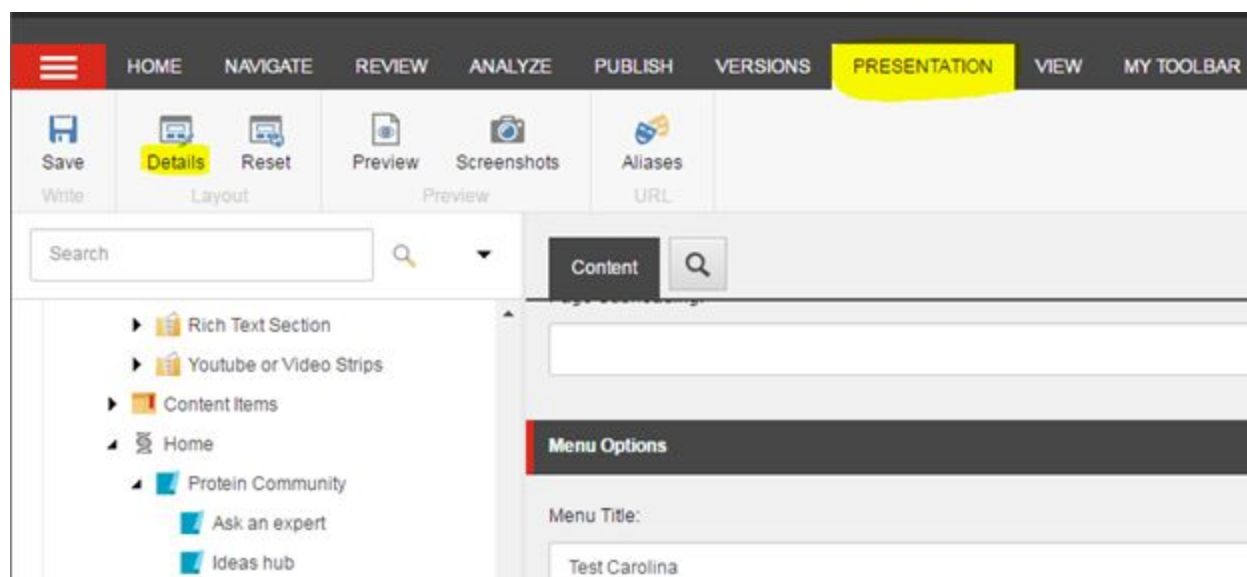 HOME NAVIGATE REVIEW ANALYZE PUBLISH VERSIONS PRESENTATION VIEW MY TOOLBAR
Save Details Reset Preview Screenshots Aliases
Write Layout Preview URL
Search
Content
Rich Text Section
Youtube or Video Strips
Content Items
Home
Protein Community
Ask an expert
Ideas hub
Menu Options
Menu Title:
Test Carolina